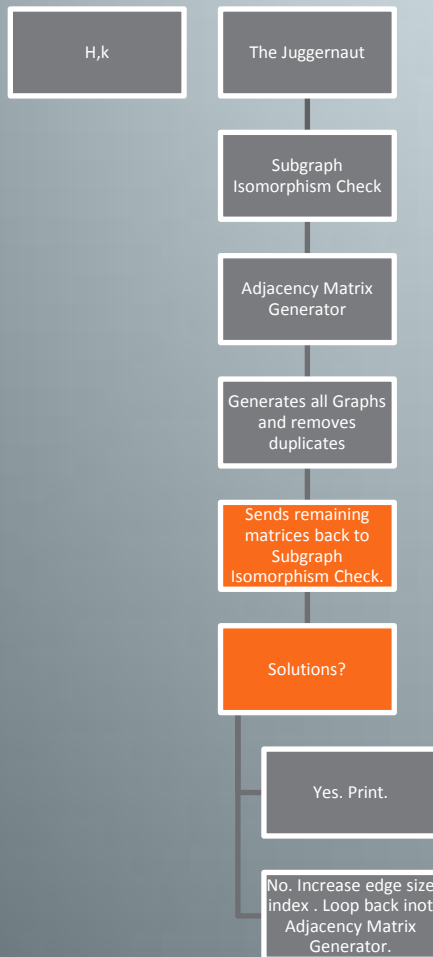 H,k
The Juggernaut
Subgraph
Isomorphism Check
Adjacency Matrix
Generator
Generates all Graphs
and removes
duplicates
Sends remaining
matrices back to
Subgraph
Isomorphism Check.
Solutions?
Yes. Print.
No. Increase edge size
index . Loop back inot
Adjacency Matrix
Generator.